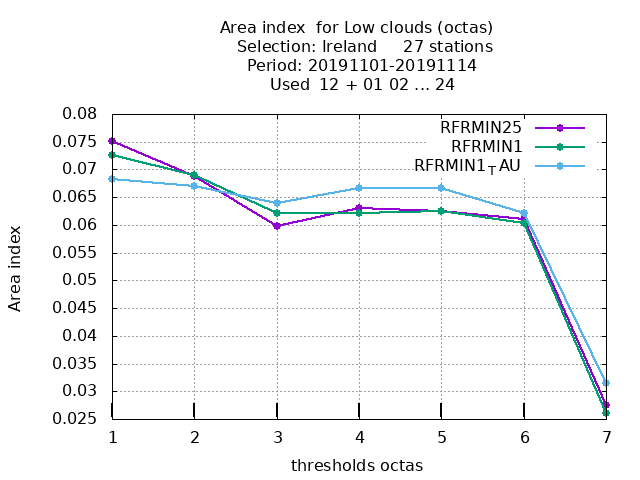 Area index  for Low clouds (octas)
Selection: Ireland     27 stations
Period: 20191101-20191114
Used  12 + 01 02 ... 24
RFRMIN25
RFRMIN1
RFRMIN1TAU
0.08
0.075
0.07
0.065
0.06
0.055
0.05
0.045
0.04
0.035
0.03
0.025
Area index
1 2 3 4 5 6 7
thresholds octas